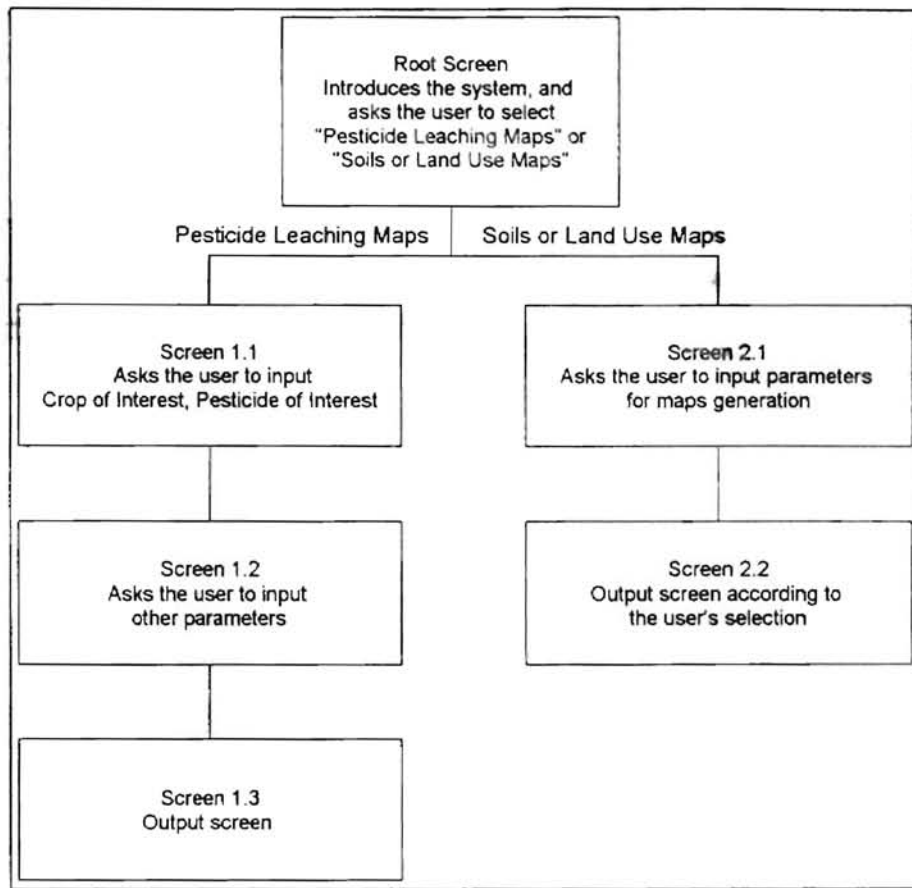 Root Screen
Introduces the system, and
asks the user to select
"Pesticide Leaching Maps" or
"Soils or Land Use Maps"
Pesticide Leaching Maps
Soils or Land Use Maps
Screen 1.1
Asks the user to input
Crop of Interest, Pesticide of Interest
Screen 2.1
Asks the user to input parameters
for maps generation
Screen 1.2
Asks the user to input
other parameters
Screen 2.2
Output screen according to
the user's selection
Screen 1.3
Output screen